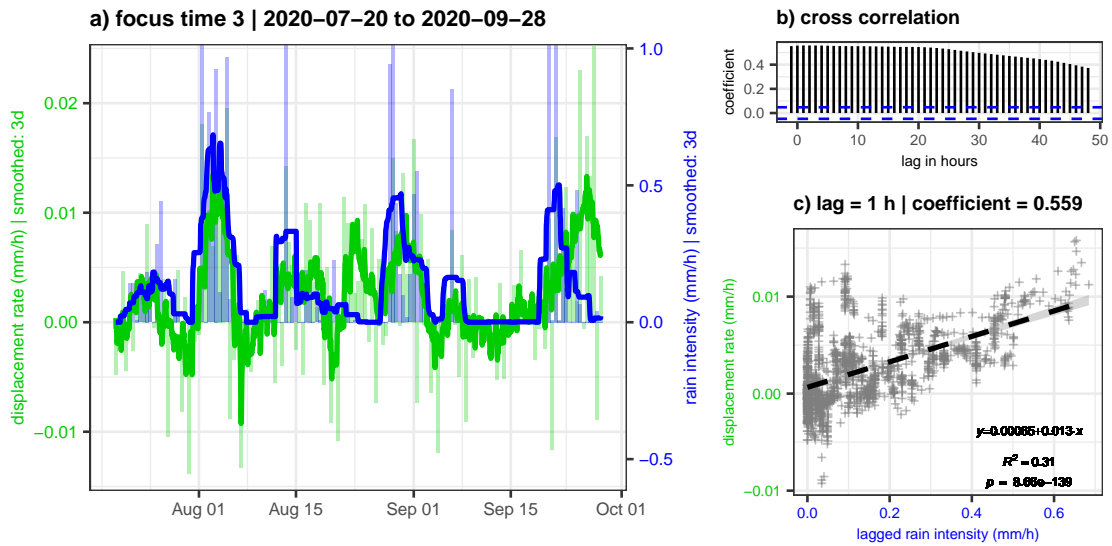 a) focus time 3 | 2020−07−20 to 2020−09−28
displacement rate (mm/h) | smoothed: 3d
0.02
0.01
0.00
−0.01
1.0
0.5
0.0
−0.5
rain intensity (mm/h) | smoothed: 3d
Aug 01
Aug 15
Sep 01
Sep 15
Oct 01
b) cross correlation
coefficient
0.4
0.2
0.0
0
10
20
30
40
50
lag in hours
c) lag = 1 h | coefficient = 0.559
displacement rate (mm/h)
0.01
0.00
−0.01
y=0.00065+0.013·x
R² = 0.31
p = 8.66e−139
0.0
0.2
0.4
0.6
lagged rain intensity (mm/h)